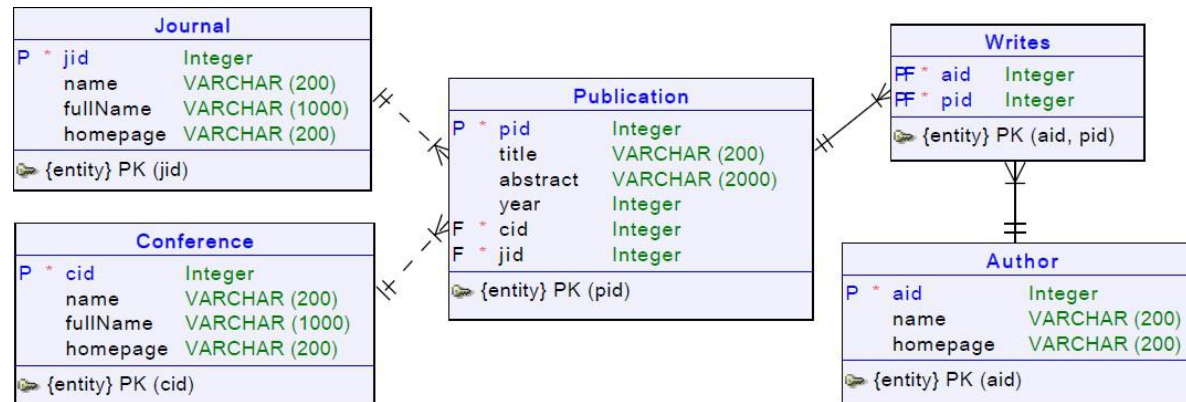 Journal
P * jid Integer
name VARCHAR (200)
fullName VARCHAR (1000)
homepage VARCHAR (200)
{entity} PK (jid)
Conference
P * cid Integer
name VARCHAR (200)
fullName VARCHAR (1000)
homepage VARCHAR (200)
{entity} PK (cid)
Publication
P * pid Integer
title VARCHAR (200)
abstract VARCHAR (2000)
year Integer
F * cid Integer
F * jid Integer
{entity} PK (pid)
Writes
PF * aid Integer
PF * pid Integer
{entity} PK (aid, pid)
Author
P * aid Integer
name VARCHAR (200)
homepage VARCHAR (200)
{entity} PK (aid)